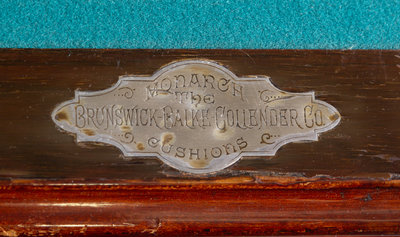 MONARCH
THE
BRUNSWICK-BALKE COLLENDER CO.
CUSHIONS